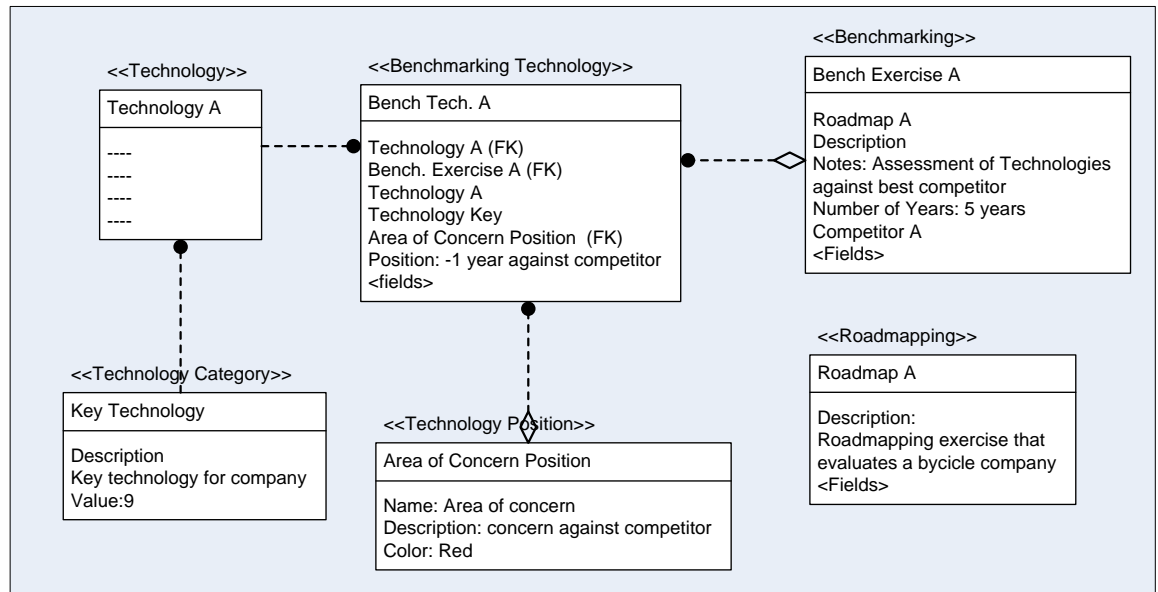 <<Technology>>
Technology A
----
----
----
----
<<Benchmarking Technology>>
Bench Tech. A
Technology A (FK)
Bench. Exercise A (FK)
Technology A
Technology Key
Area of Concern Position (FK)
Position: -1 year against competitor
<fields>
<<Benchmarking>>
Bench Exercise A
Roadmap A
Description
Notes: Assessment of Technologies
against best competitor
Number of Years: 5 years
Competitor A
<Fields>
<<Technology Category>>
Key Technology
Description
Key technology for company
Value:9
<<Technology Position>>
Area of Concern Position
Name: Area of concern
Description: concern against competitor
Color: Red
<<Roadmapping>>
Roadmap A
Description:
Roadmapping exercise that
evaluates a bycicle company
<Fields>